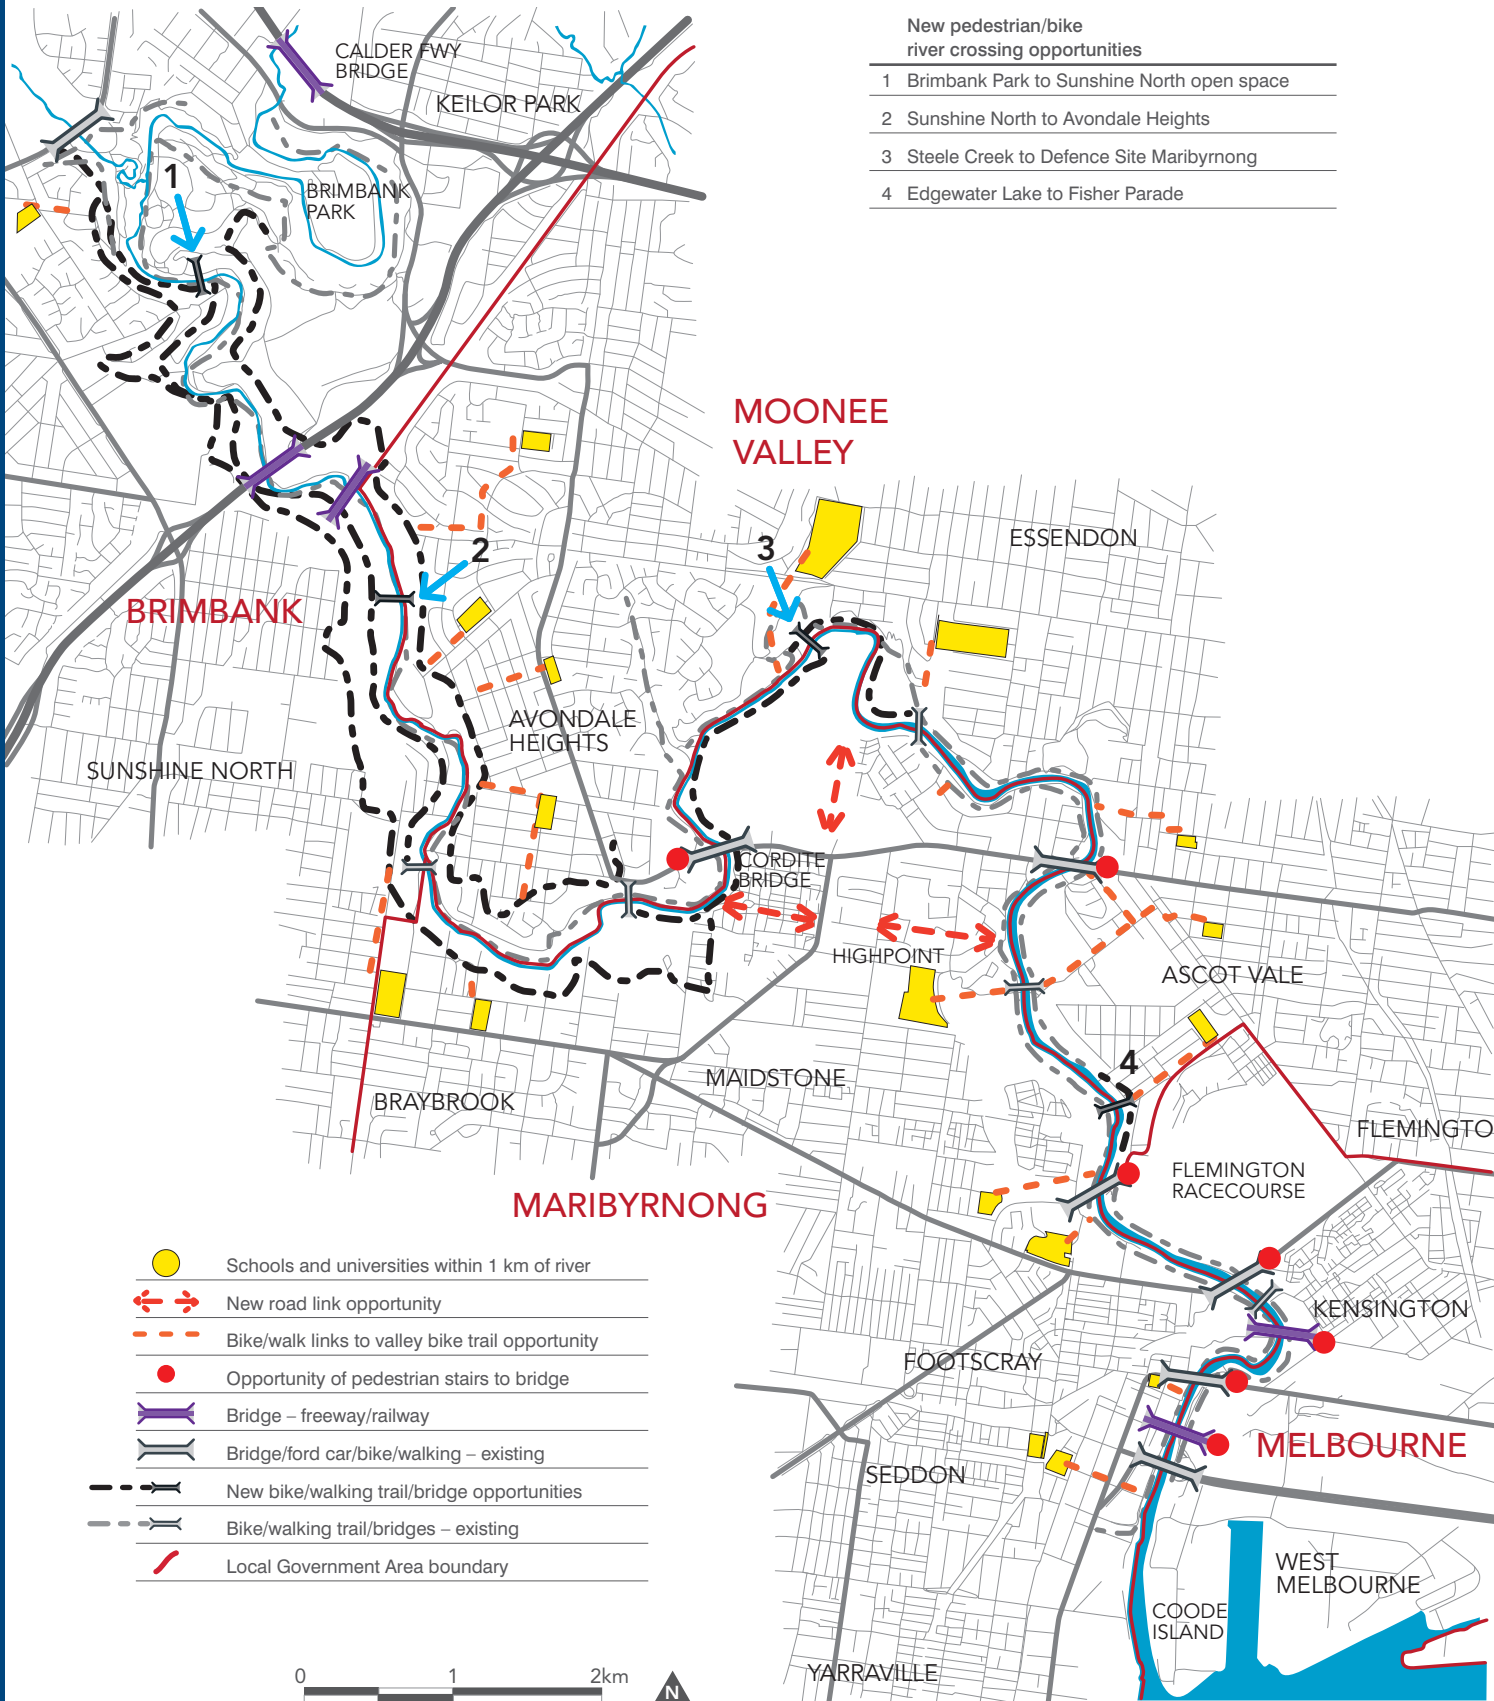 New pedestrian/bike
river crossing opportunities
1 Brimbank Park to Sunshine North open space
2 Sunshine North to Avondale Heights
3 Steele Creek to Defence Site Maribyrnong
4 Edgewater Lake to Fisher Parade
CALDER FWY
BRIDGE
KEILOR PARK
1
BRIMBANK
PARK
MOONEE
VALLEY
ESSENDON
2
3
BRIMBANK
AVONDALE
HEIGHTS
SUNSHINE NORTH
CORDITE
BRIDGE
HIGHPOINT
ASCOT VALE
4
MAIDSTONE
BRAYBROOK
FLEMINGTO
FLEMINGTON
RACECOURSE
MARIBYRNONG
KENSINGTON
FOOTSCRAY
MELBOURNE
SEDDON
WEST
MELBOURNE
COODE
ISLAND
YARRAVILLE
Schools and universities within 1 km of river
New road link opportunity
Bike/walk links to valley bike trail opportunity
Opportunity of pedestrian stairs to bridge
Bridge – freeway/railway
Bridge/ford car/bike/walking – existing
New bike/walking trail/bridge opportunities
Bike/walking trail/bridges – existing
Local Government Area boundary
0 1 2km
N